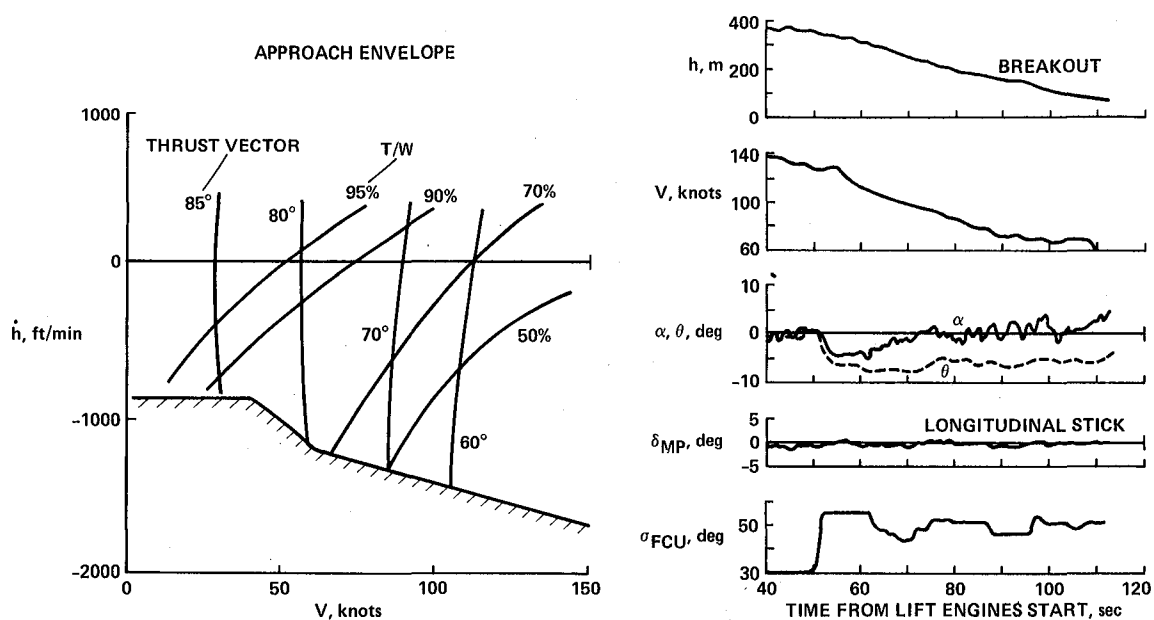 APPROACH ENVELOPE
1000
THRUST VECTOR
T/W
85°
80°
95%
90%
70%
0
ḣ, ft/min
70°
50%
-1000
60°
-2000
0
50
100
150
V, knots
400
h, m
200
BREAKOUT
0
140
V, knots
100
60
10
α, θ, deg
0
α
θ
-10
5
LONGITUDINAL STICK
δMP, deg
0
-5
σFCU, deg
50
30
40
60
80
100
120
TIME FROM LIFT ENGINES START, sec